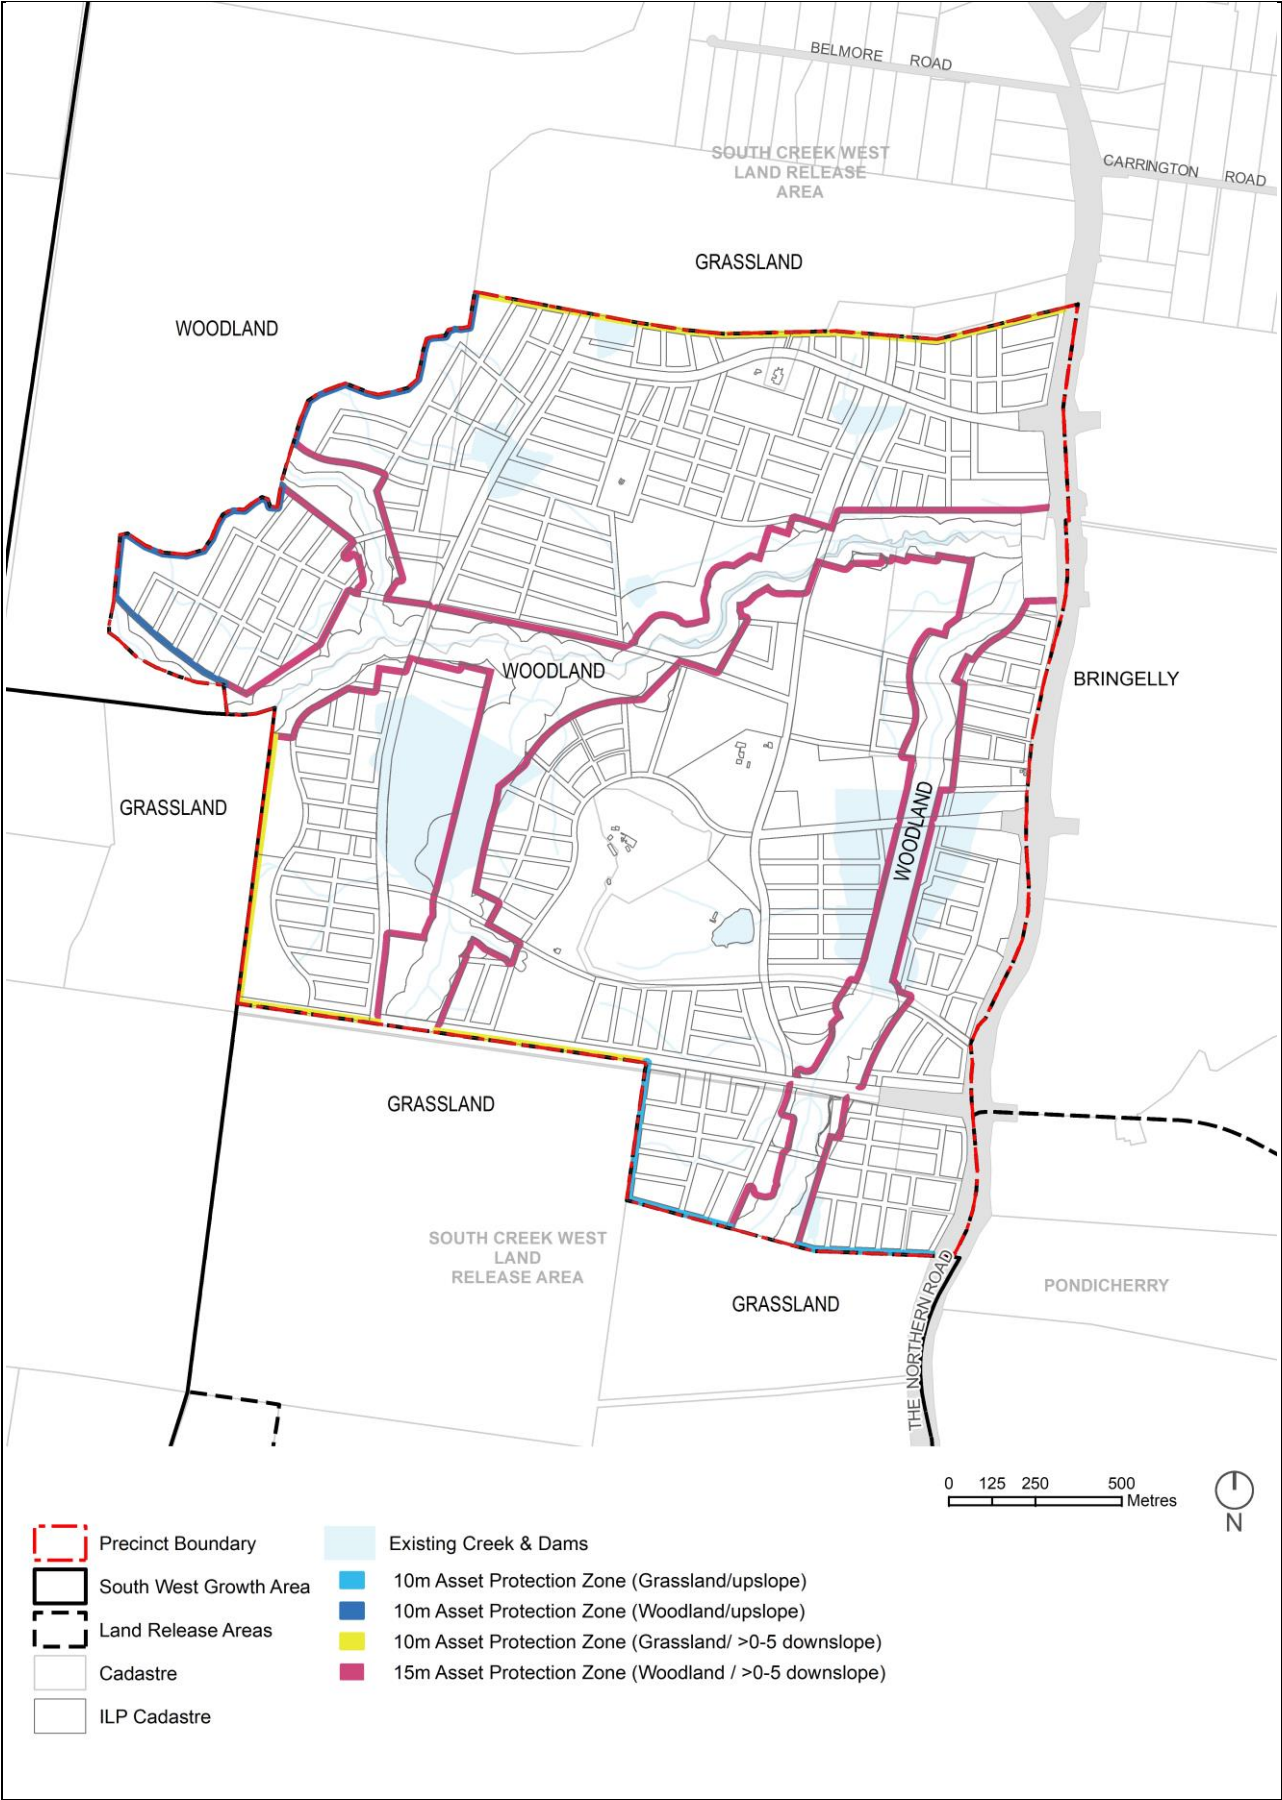 BELMORE ROAD
SOUTH CREEK WEST
LAND RELEASE
AREA
CARRINGTON ROAD
GRASSLAND
WOODLAND
WOODLAND
BRINGELLY
GRASSLAND
WOODLAND
GRASSLAND
SOUTH CREEK WEST
LAND
RELEASE AREA
GRASSLAND
PONDICHERRY
THE NORTHERN ROAD
0 125 250 500
Metres
N
Precinct Boundary
South West Growth Area
Land Release Areas
Cadastre
ILP Cadastre
Existing Creek & Dams
10m Asset Protection Zone (Grassland/upslope)
10m Asset Protection Zone (Woodland/upslope)
10m Asset Protection Zone (Grassland/ >0-5 downslope)
15m Asset Protection Zone (Woodland / >0-5 downslope)